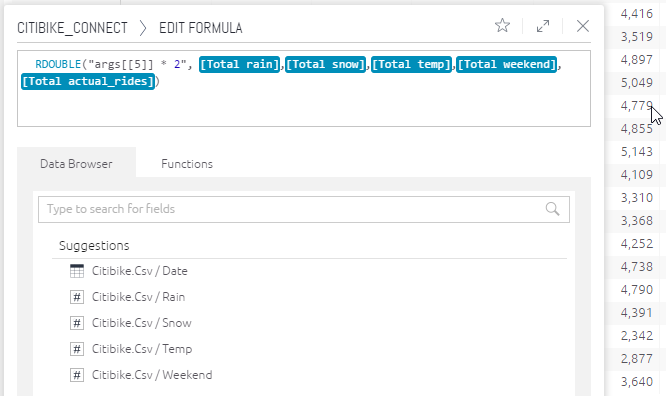 CITIBIKE_CONNECT > EDIT FORMULA
RDOUBLE("args[[5]] * 2", [Total rain],[Total snow],[Total temp],[Total weekend],
[Total actual_rides])
Data Browser
Functions
Type to search for fields
Suggestions
Citibike.Csv / Date
# Citibike.Csv / Rain
# Citibike.Csv / Snow
# Citibike.Csv / Temp
# Citibike.Csv / Weekend
4,416
3,519
4,897
5,049
4,779
4,855
5,143
4,109
3,310
3,368
4,252
4,738
4,790
4,391
2,342
2,877
3,640